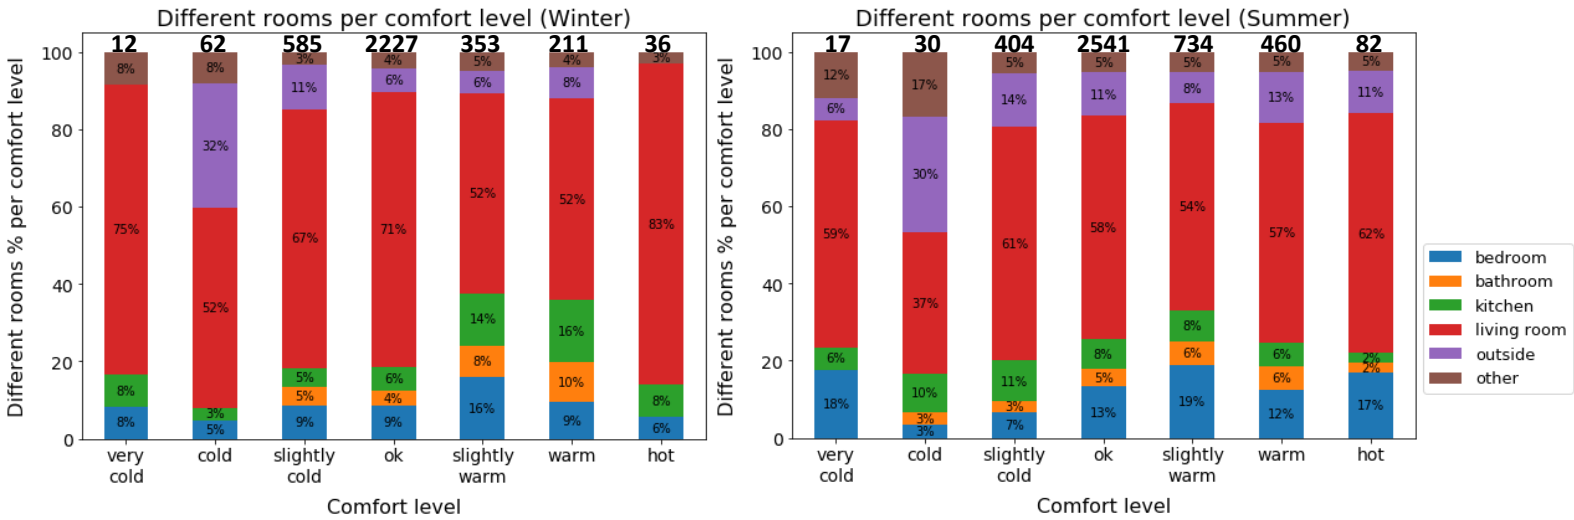 Different rooms per comfort level (Winter)
12 62 585 2227 353 211 36
Different rooms % per comfort level
100
80
60
40
20
0
8% 75% 8% 8%
8% 32% 52% 3% 5%
3% 11% 67% 5% 5% 9%
4% 6% 71% 6% 4% 9%
5% 6% 52% 14% 8% 16%
4% 8% 52% 16% 10% 9%
3% 83% 8% 6%
very cold
cold
slightly cold
ok
slightly warm
warm
hot
Comfort level
Different rooms per comfort level (Summer)
17 30 404 2541 734 460 82
Different rooms % per comfort level
100
80
60
40
20
0
12% 6% 59% 6% 18%
17% 30% 37% 10% 3% 3%
5% 14% 61% 11% 3% 7%
5% 11% 58% 8% 5% 13%
5% 8% 54% 8% 6% 19%
5% 13% 57% 6% 6% 12%
5% 11% 62% 2% 2% 17%
very cold
cold
slightly cold
ok
slightly warm
warm
hot
Comfort level
bedroom
bathroom
kitchen
living room
outside
other